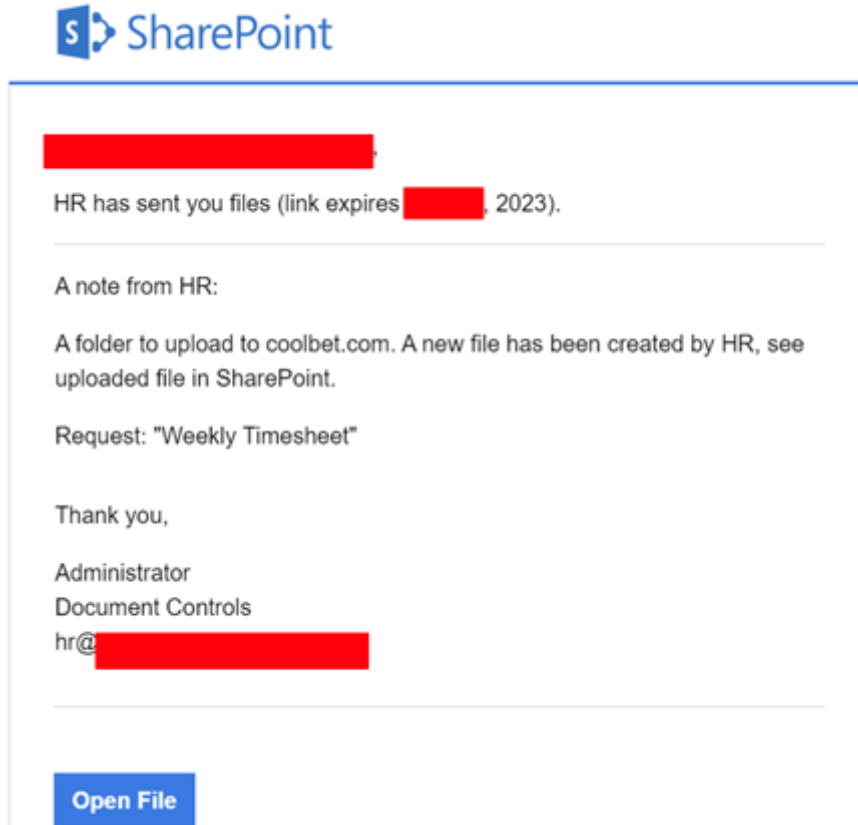 SharePoint
,
HR has sent you files (link expires , 2023).
A note from HR:
A folder to upload to coolbet.com. A new file has been created by HR, see
uploaded file in SharePoint.
Request: "Weekly Timesheet"
Thank you,
Administrator
Document Controls
hr@
Open File